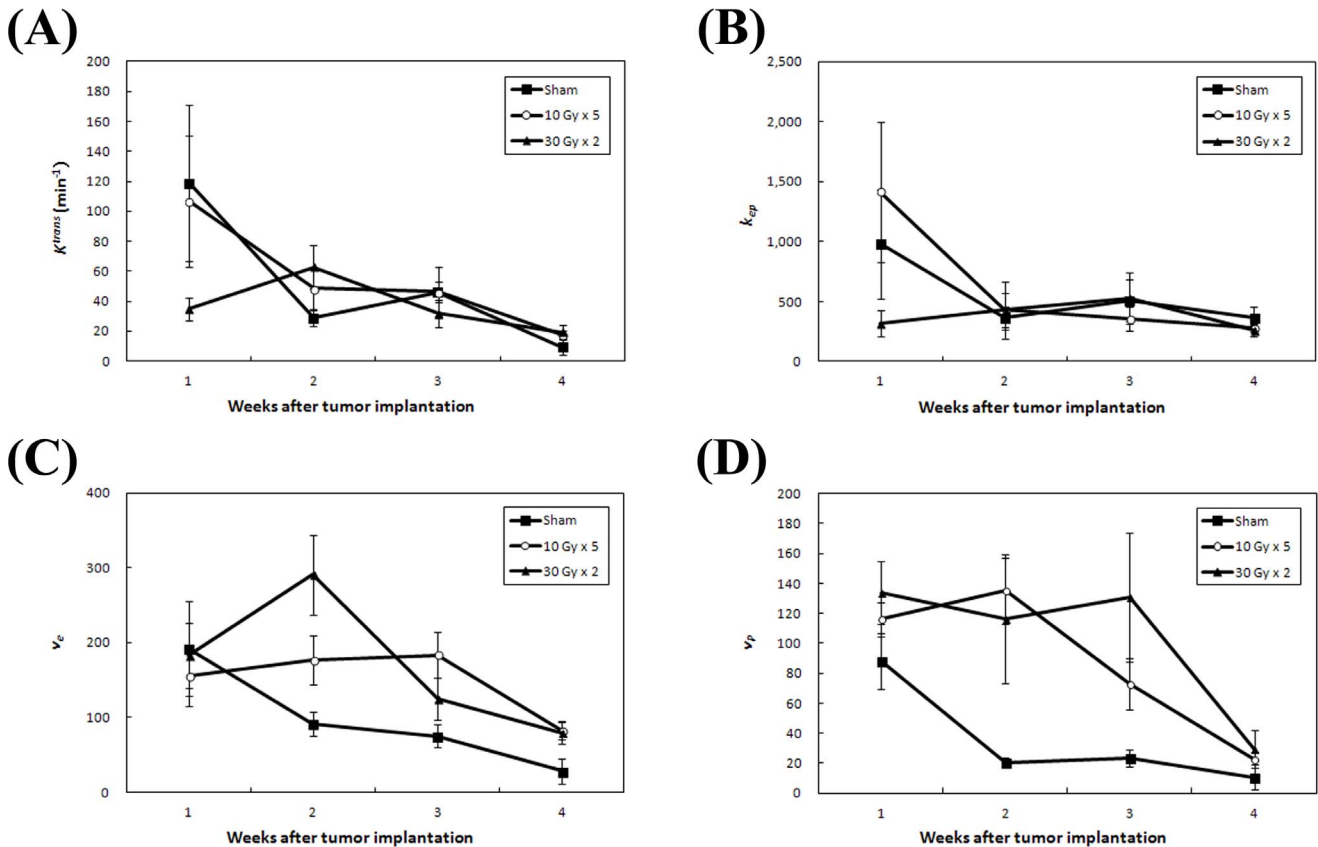 (A)
200
180
160
140
120
100
80
60
40
20
0
K^trans (min^-1)
Sham
10 Gy x 5
30 Gy x 2
1 2 3 4
Weeks after tumor implantation
(B)
2,500
2,000
1,500
1,000
500
0
k_ep
Sham
10 Gy x 5
30 Gy x 2
1 2 3 4
Weeks after tumor implantation
(C)
400
300
200
100
0
v_e
Sham
10 Gy x 5
30 Gy x 2
1 2 3 4
Weeks after tumor implantation
(D)
200
180
160
140
120
100
80
60
40
20
0
v_p
Sham
10 Gy x 5
30 Gy x 2
1 2 3 4
Weeks after tumor implantation